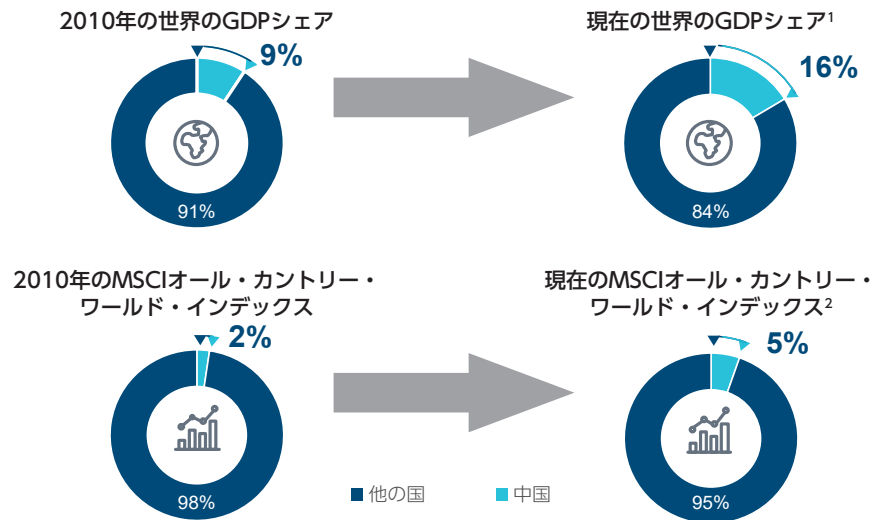 2010年の世界のGDPシェア
9%
91%
現在の世界のGDPシェア¹
16%
84%
2010年のMSCIオール・カントリー・
ワールド・インデックス
2%
98%
現在のMSCIオール・カントリー・
ワールド・インデックス²
5%
95%
他の国
中国